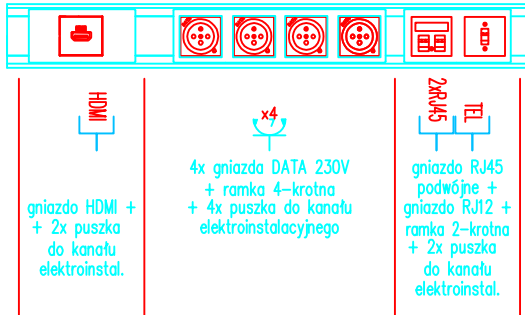 HDMI
gniazdo HDMI +
+ 2x puszka
do kanału
elektroinstal.
x4
4x gniazda DATA 230V
+ ramka 4-krotna
+ 4x puszka do kanału
elektroinstalacyjnego
2xRJ45
TEL
gniazdo RJ45
podwójne +
gniazdo RJ12 +
ramka 2-krotna
+ 2x puszka
do kanału
elektroinstal.